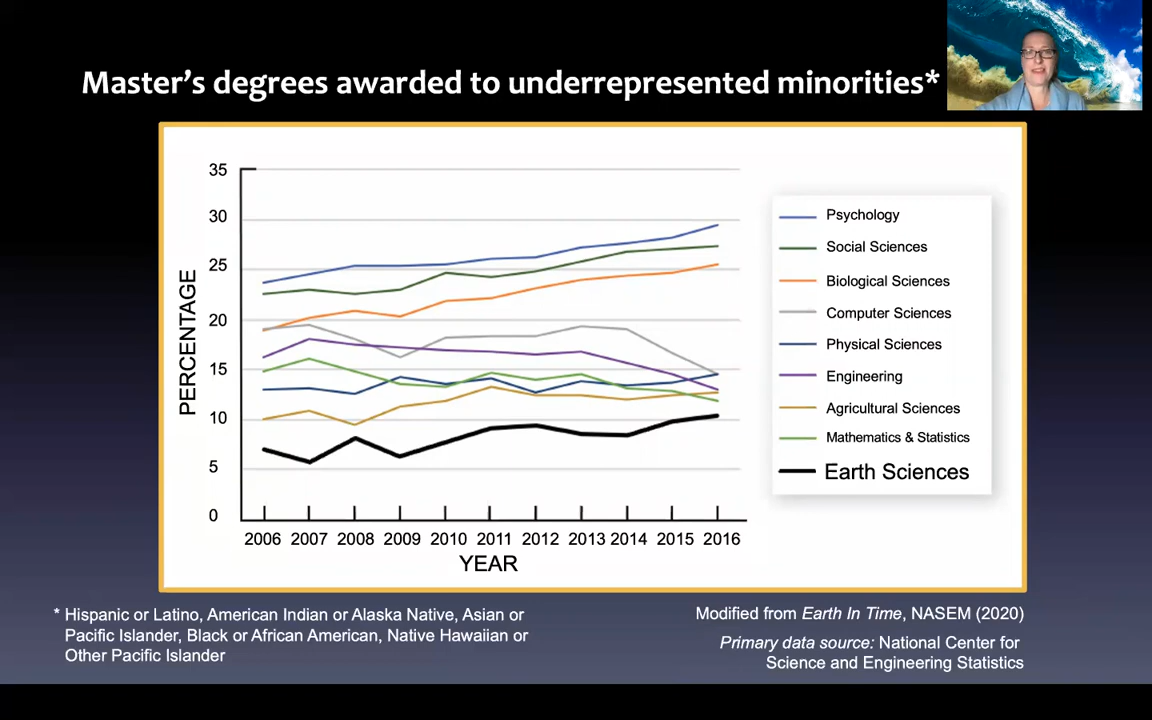 Master's degrees awarded to underrepresented minorities*
35
30
25
20
15
10
5
0
PERCENTAGE
2006 2007 2008 2009 2010 2011 2012 2013 2014 2015 2016
YEAR
Psychology
Social Sciences
Biological Sciences
Computer Sciences
Physical Sciences
Engineering
Agricultural Sciences
Mathematics & Statistics
Earth Sciences
* Hispanic or Latino, American Indian or Alaska Native, Asian or
Pacific Islander, Black or African American, Native Hawaiian or
Other Pacific Islander
Modified from Earth In Time, NASEM (2020)
Primary data source: National Center for
Science and Engineering Statistics